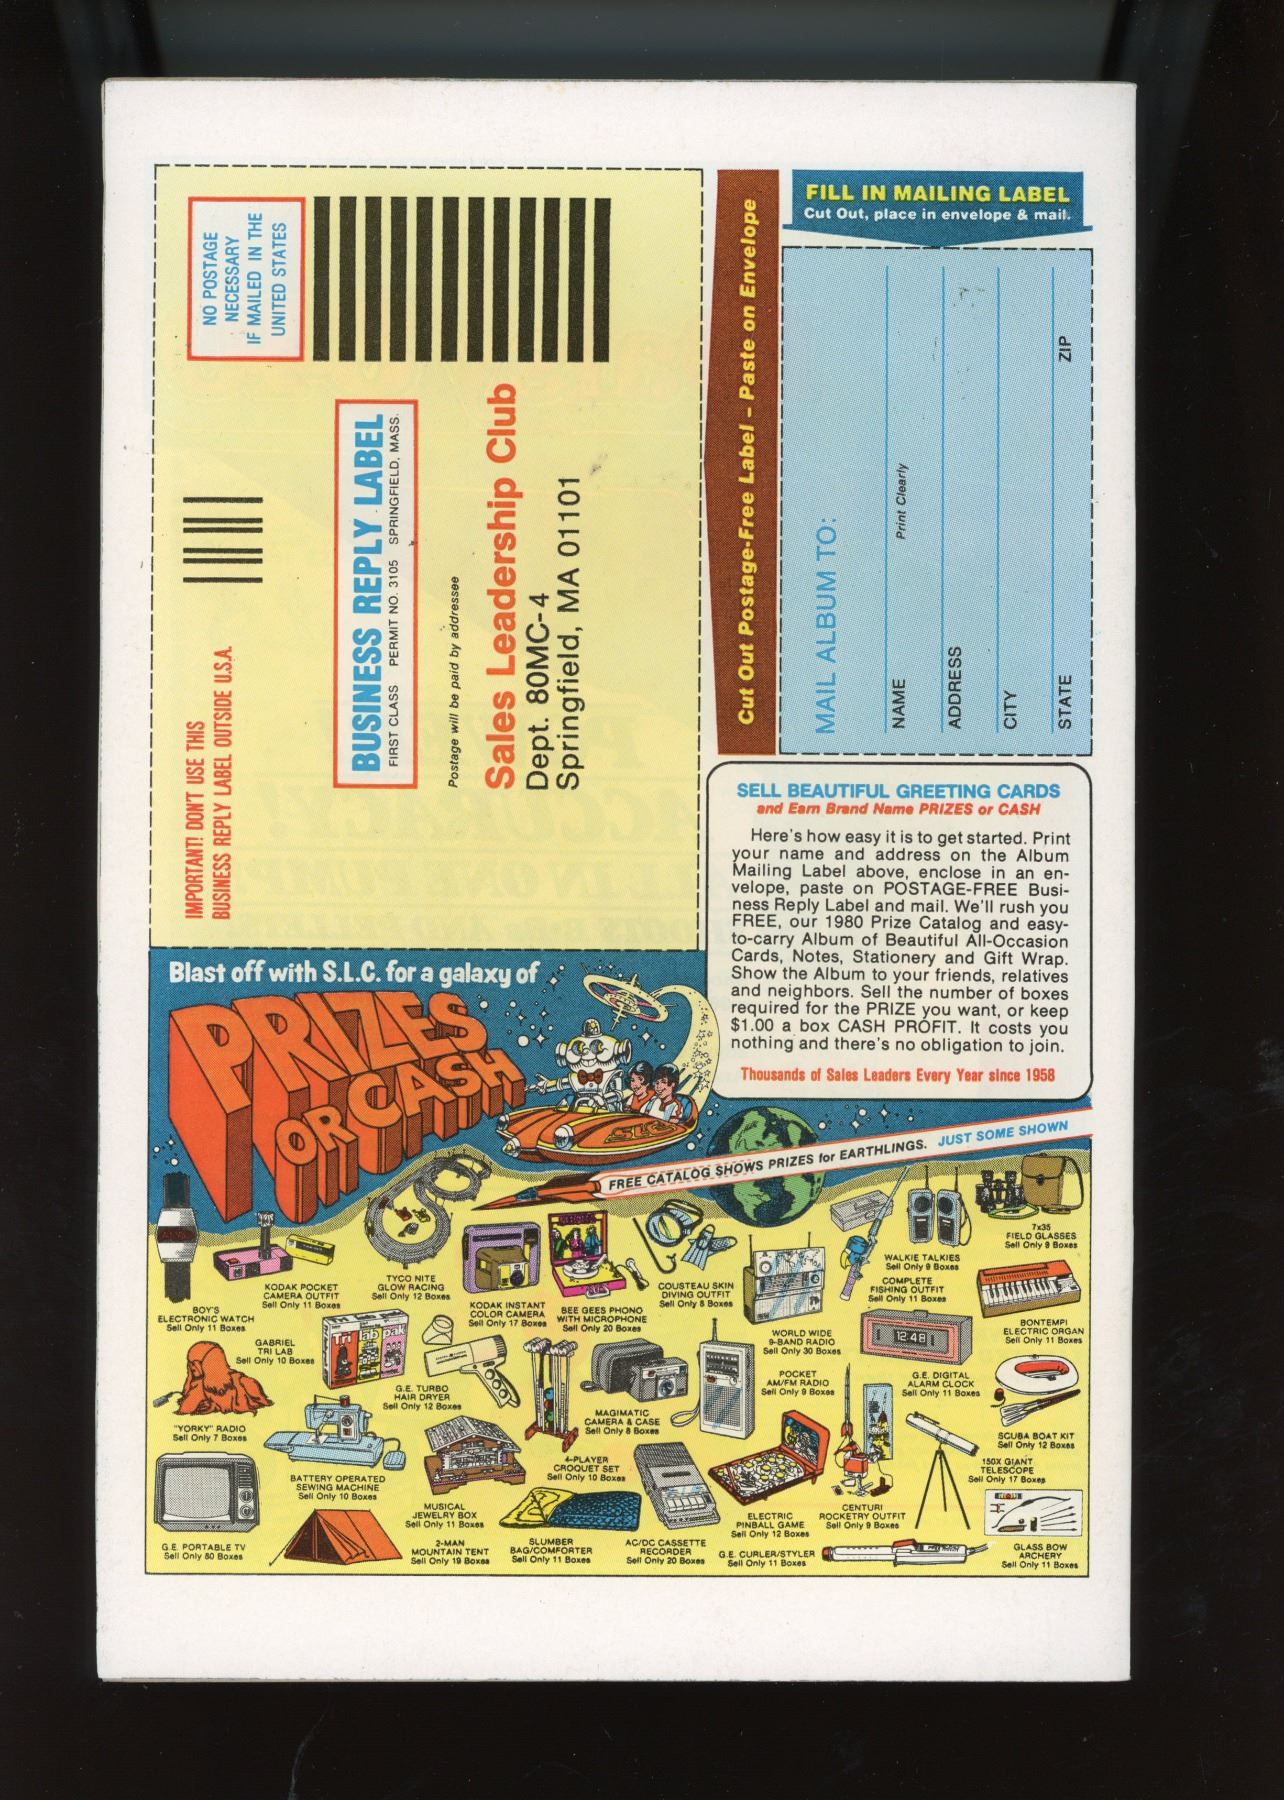 NO POSTAGE
NECESSARY
IF MAILED IN THE
UNITED STATES
IMPORTANT! DON'T USE THIS
BUSINESS REPLY LABEL OUTSIDE U.S.A.
BUSINESS REPLY LABEL
FIRST CLASS PERMIT NO. 3105 SPRINGFIELD, MASS.
Postage will be paid by addressee
Sales Leadership Club
Dept. 80MC-4
Springfield, MA 01101
Cut Out Postage-Free Label – Paste on Envelope
FILL IN MAILING LABEL
Cut Out, place in envelope & mail.
MAIL ALBUM TO:
NAME
Print Clearly
ADDRESS
CITY
STATE ZIP
SELL BEAUTIFUL GREETING CARDS
and Earn Brand Name PRIZES or CASH
Here's how easy it is to get started. Print
your name and address on the Album
Mailing Label above, enclose in an en-
velope, paste on POSTAGE-FREE Busi-
ness Reply Label and mail. We'll rush you
FREE, our 1980 Prize Catalog and easy-
to-carry Album of Beautiful All-Occasion
Cards, Notes, Stationery and Gift Wrap.
Show the Album to your friends, relatives
and neighbors. Sell the number of boxes
required for the PRIZE you want, or keep
$1.00 a box CASH PROFIT. It costs you
nothing and there's no obligation to join.
Thousands of Sales Leaders Every Year since 1958
Blast off with S.L.C. for a galaxy of
PRIZES
OR CASH
SLC
FREE CATALOG SHOWS PRIZES for EARTHLINGS. JUST SOME SHOWN
BOY'S
ELECTRONIC WATCH
Sell Only 11 Boxes
KODAK POCKET
CAMERA OUTFIT
Sell Only 11 Boxes
TYCO NITE
GLOW RACING
Sell Only 12 Boxes
KODAK INSTANT
COLOR CAMERA
Sell Only 17 Boxes
BEE GEES PHONO
WITH MICROPHONE
Sell Only 20 Boxes
COUSTEAU SKIN
DIVING OUTFIT
Sell Only 8 Boxes
WORLD WIDE
9-BAND RADIO
Sell Only 30 Boxes
WALKIE TALKIES
Sell Only 9 Boxes
COMPLETE
FISHING OUTFIT
Sell Only 11 Boxes
7x35
FIELD GLASSES
Sell Only 9 Boxes
BONTEMPI
ELECTRIC ORGAN
Sell Only 11 Boxes
GABRIEL
TRI LAB
Sell Only 10 Boxes
Tri lab pak
G.E. TURBO
HAIR DRYER
Sell Only 12 Boxes
MAGIMATIC
CAMERA & CASE
Sell Only 8 Boxes
POCKET
AM/FM RADIO
Sell Only 9 Boxes
12:48
G.E. DIGITAL
ALARM CLOCK
Sell Only 11 Boxes
SCUBA BOAT KIT
Sell Only 12 Boxes
"YORKY" RADIO
Sell Only 7 Boxes
BATTERY OPERATED
SEWING MACHINE
Sell Only 10 Boxes
MUSICAL
JEWELRY BOX
Sell Only 11 Boxes
4-PLAYER
CROQUET SET
Sell Only 10 Boxes
150X GIANT
TELESCOPE
Sell Only 17 Boxes
G.E. PORTABLE TV
Sell Only 60 Boxes
2-MAN
MOUNTAIN TENT
Sell Only 19 Boxes
SLUMBER
BAG/COMFORTER
Sell Only 11 Boxes
AC/DC CASSETTE
RECORDER
Sell Only 20 Boxes
ELECTRIC
PINBALL GAME
Sell Only 12 Boxes
CENTURI
ROCKETRY OUTFIT
Sell Only 9 Boxes
G.E. CURLER/STYLER
Sell Only 11 Boxes
GLASS BOW
ARCHERY
Sell Only 11 Boxes